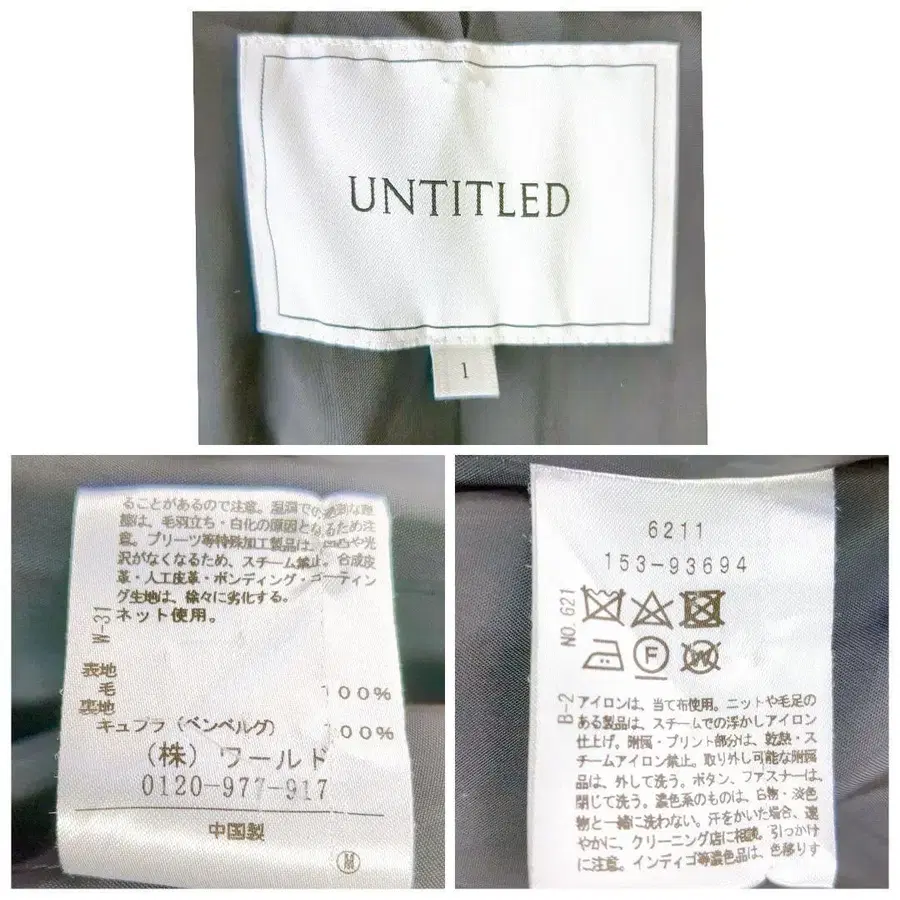 UNTITLED
1
ることがあるので注意。湿潤での過剰な摩
擦は、毛羽立ち・白化の原因となるため注
意。プリーツ等特殊加工製品は、凹凸や光
沢がなくなるため、スチーム禁止。合成皮
革・人工皮革・ボンディング・コーティン
グ生地は、徐々に劣化する。
ネット使用。
W-31
表地
毛 100%
裏地
キュプラ（ベンベルグ） 100%
（株）ワールド
0120-977-917
中国製
M
6211
153-93694
NO. 621
F
W
B-2
アイロンは、当て布使用。ニットや毛足の
ある製品は、スチームでの浮かしアイロン
仕上げ。附属・プリント部分は、乾熱・ス
チームアイロン禁止。取り外し可能な附属
品は、外して洗う。ボタン、ファスナーは、
閉じて洗う。濃色系のものは、白物・淡色
物と一緒に洗わない。汗をかいた場合、速
やかに、クリーニング店に相談。引っかけ
に注意。インディゴ等濃色品は、色移りす